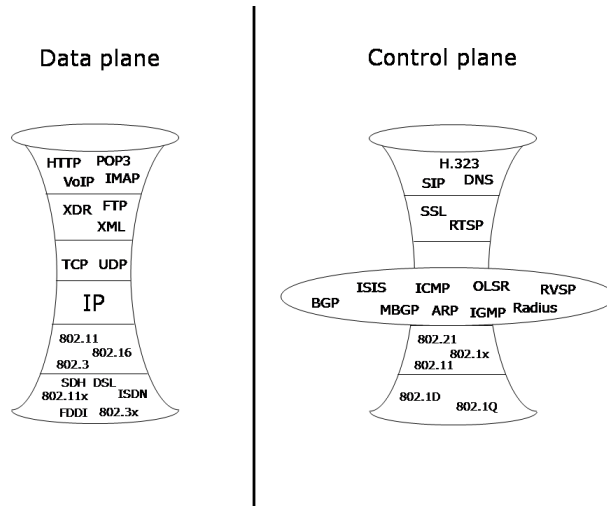 Data plane
HTTP POP3
VoIP IMAP
XDR FTP
XML
TCP UDP
IP
802.11
802.16
802.3
SDH DSL
802.11x ISDN
FDDI 802.3x
Control plane
H.323
SIP DNS
SSL
RTSP
ISIS ICMP OLSR RVSP
BGP MBGP ARP IGMP Radius
802.21
802.1x
802.11
802.1D
802.1Q